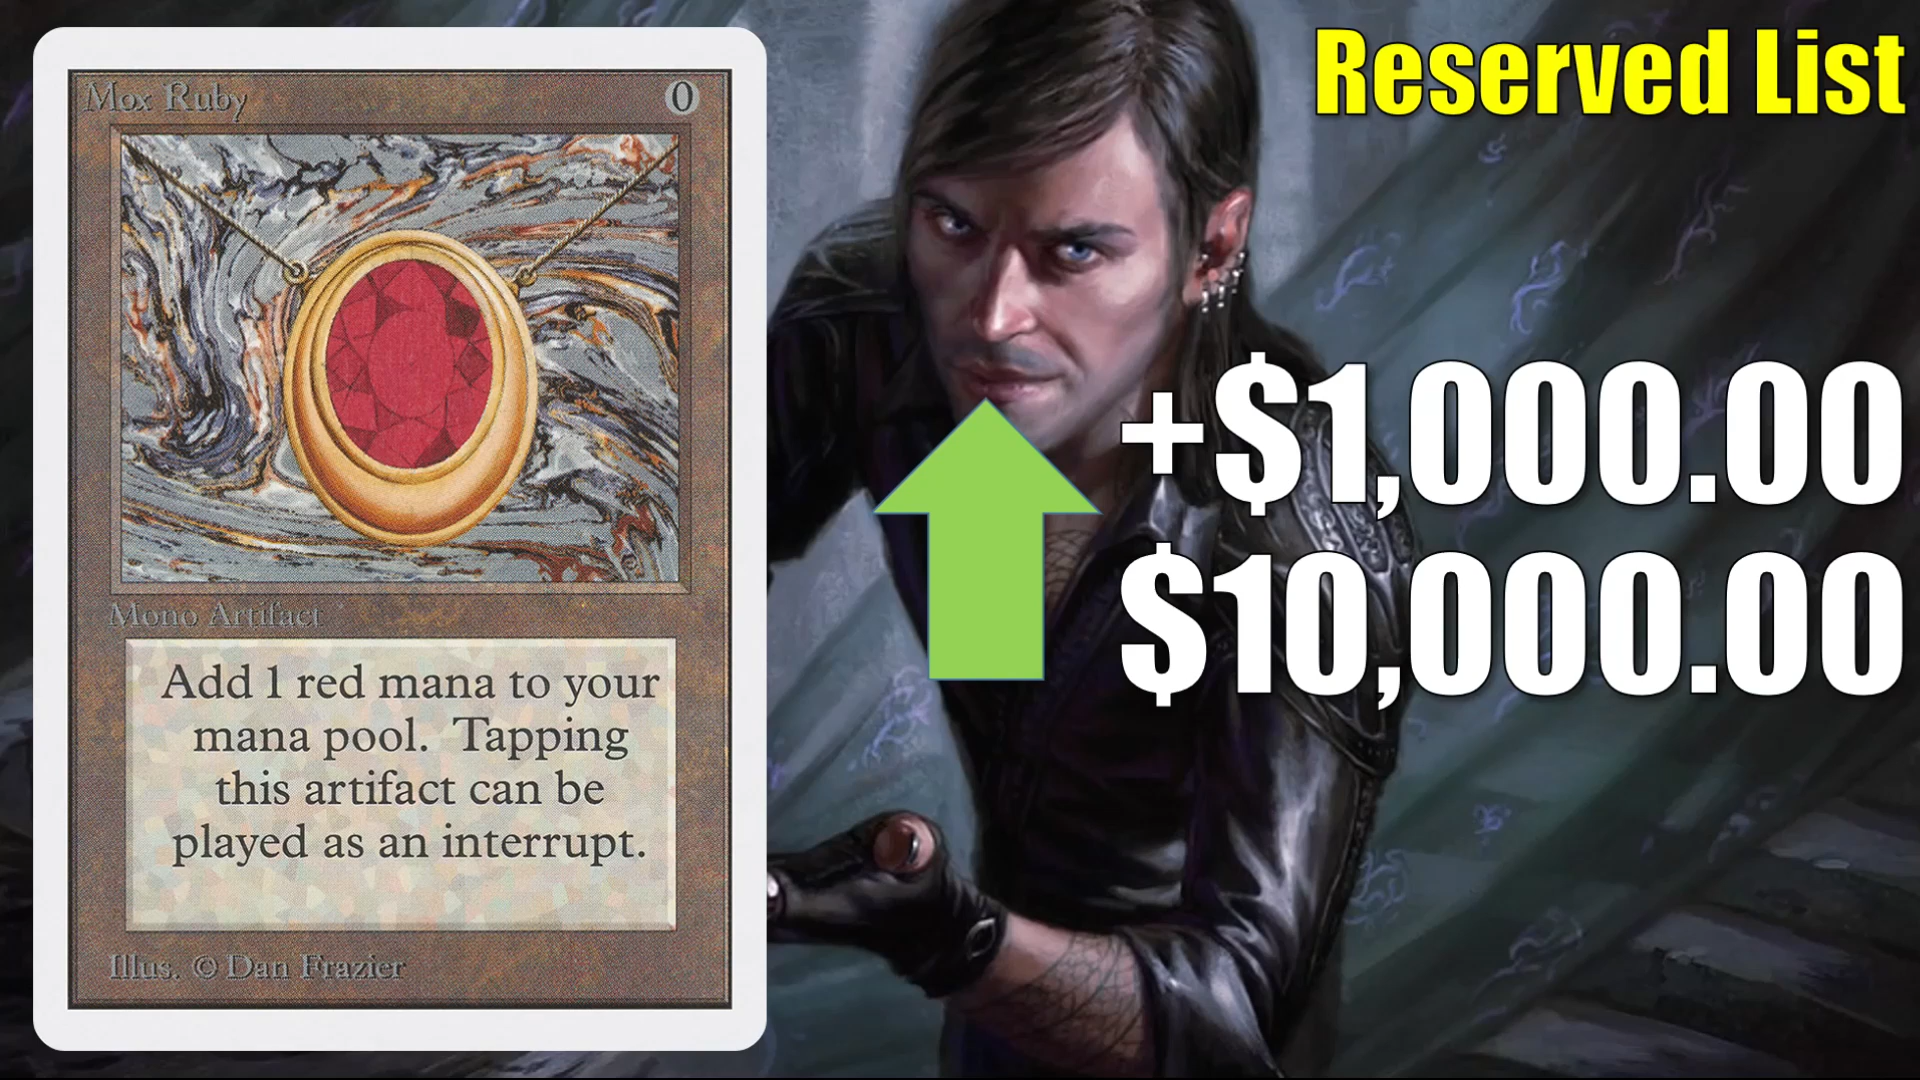 Mox Ruby 0
Mono Artifact
Add 1 red mana to your
mana pool. Tapping
this artifact can be
played as an interrupt.
Illus. © Dan Frazier
Reserved List
+$1,000.00
$10,000.00